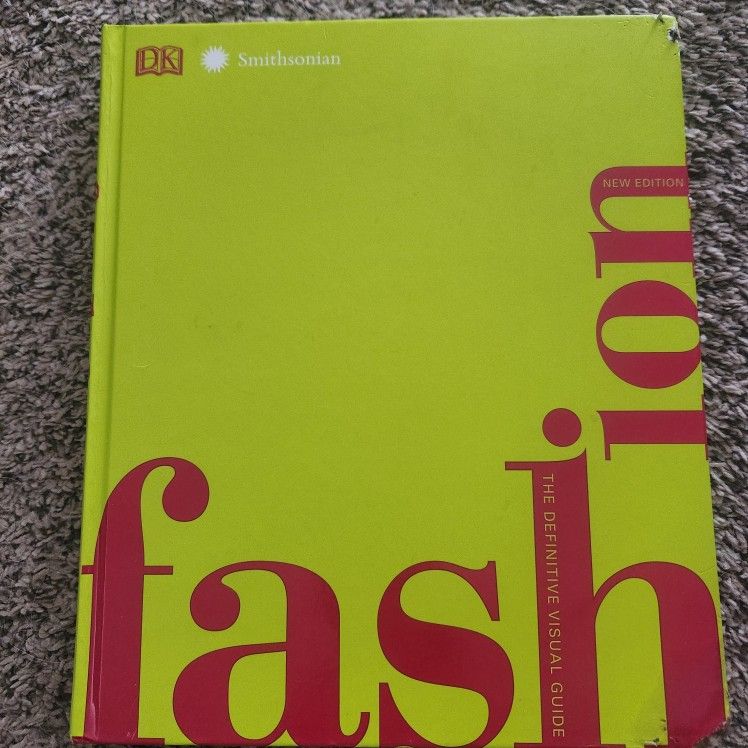 DK
Smithsonian
NEW EDITION
fashion
THE DEFINITIVE VISUAL GUIDE